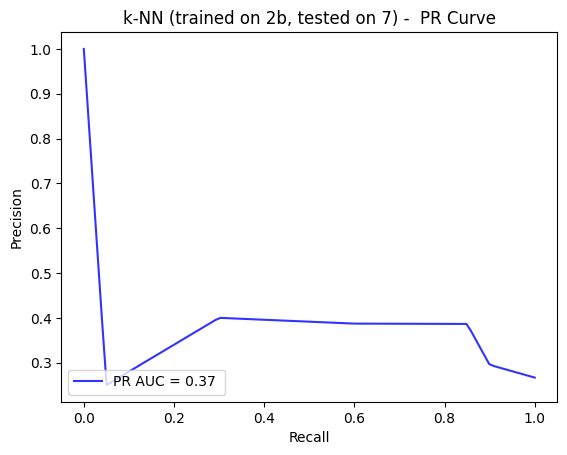 k-NN (trained on 2b, tested on 7) -  PR Curve
1.0
0.9
0.8
0.7
0.6
0.5
0.4
0.3
Precision
PR AUC = 0.37
0.0 0.2 0.4 0.6 0.8 1.0
Recall